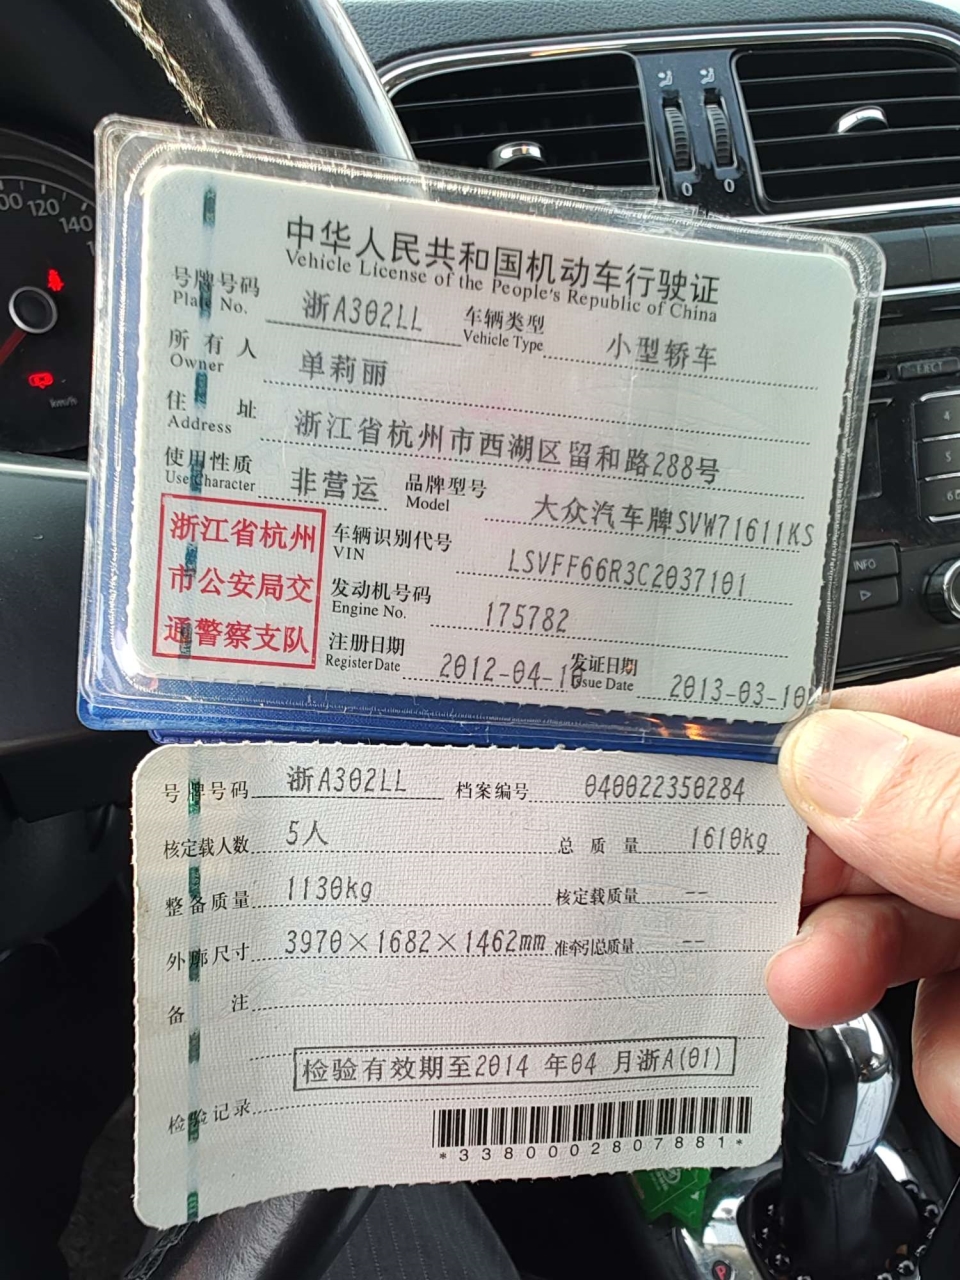 中华人民共和国机动车行驶证
Vehicle License of the People's Republic of China
号牌号码 浙A302LL 车辆类型 小型轿车
Plate No. Vehicle Type
所有人 单莉丽
Owner
住址 浙江省杭州市西湖区留和路288号
Address
使用性质 非营运 品牌型号 大众汽车牌SVW71611KS
Use Character Model
浙江省杭州
市公安局交
通警察支队
车辆识别代号 LSVFF66R3C2037101
VIN
发动机号码 175782
Engine No.
注册日期 2012-04-10 发证日期 2013-03-10
Register Date Issue Date
号牌号码 浙A302LL 档案编号 040022350284
核定载人数 5人 总质量 1610kg
整备质量 1130kg 核定载质量 --
外廓尺寸 3970×1682×1462mm 准牵引总质量 --
备注
检验有效期至2014 年04 月浙A(01)
检验记录
*3380002807881*
120
140
km/h
0
0
EJECT
4
5
6
INFO
P